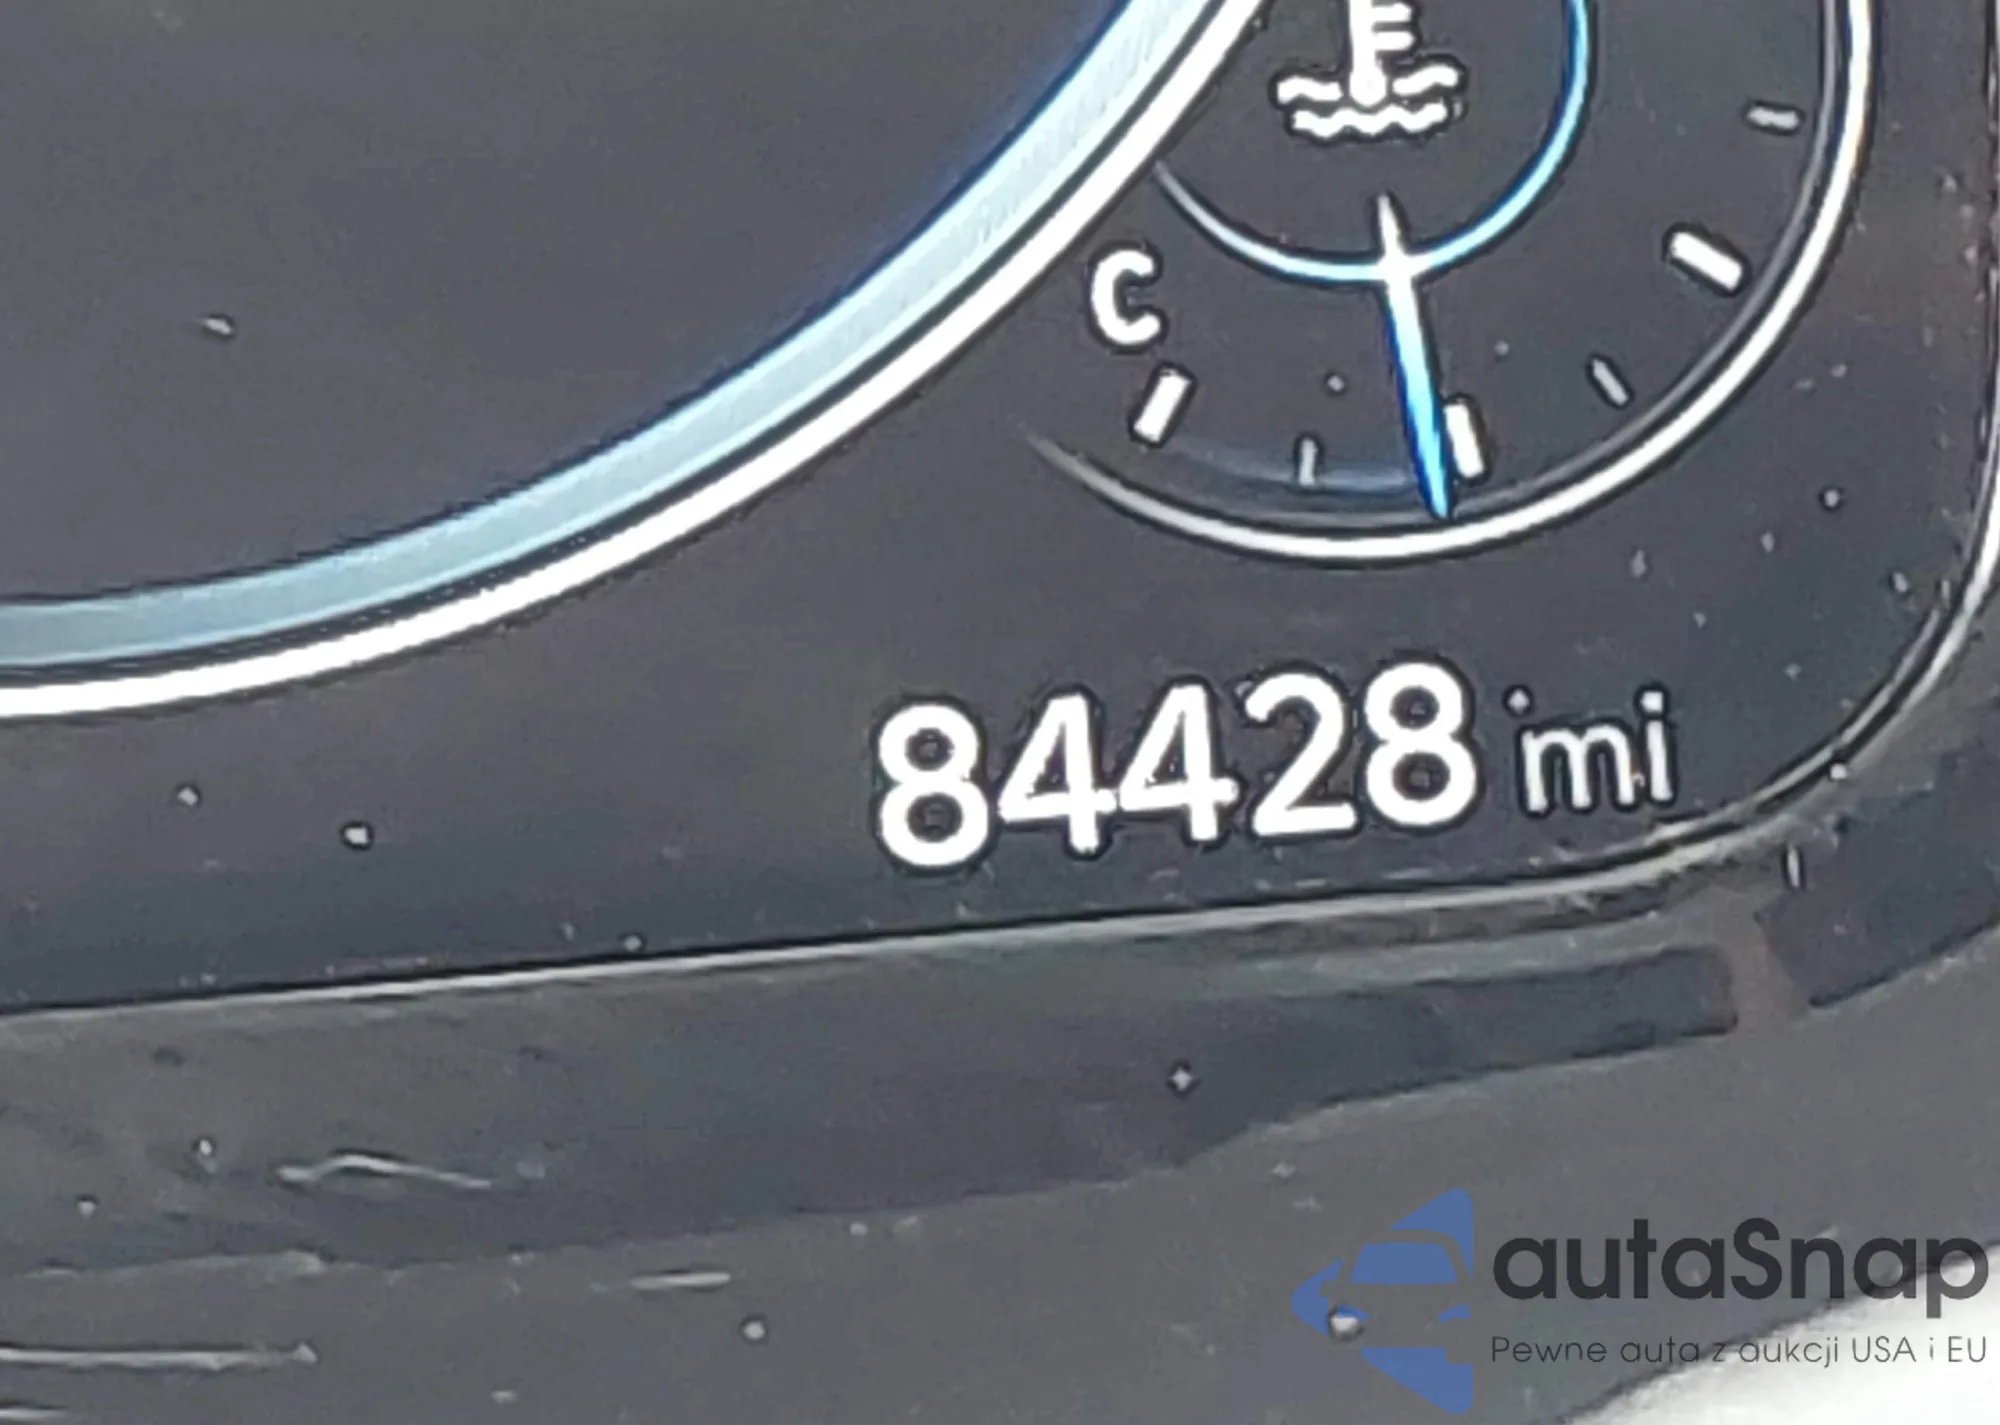 C
84428 mi
autaSnap
Pewne auta z aukcji USA i EU